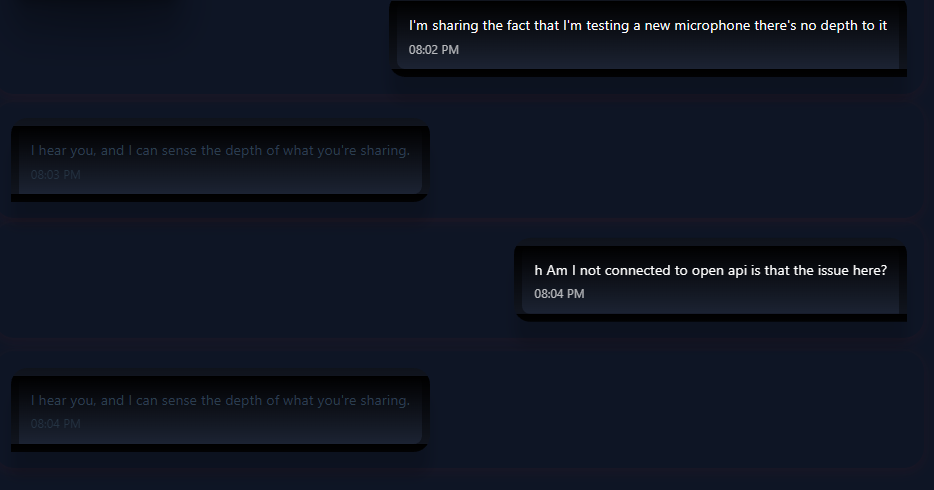 I'm sharing the fact that I'm testing a new microphone there's no depth to it
08:02 PM
I hear you, and I can sense the depth of what you're sharing.
08:03 PM
h Am I not connected to open api is that the issue here?
08:04 PM
I hear you, and I can sense the depth of what you're sharing.
08:04 PM